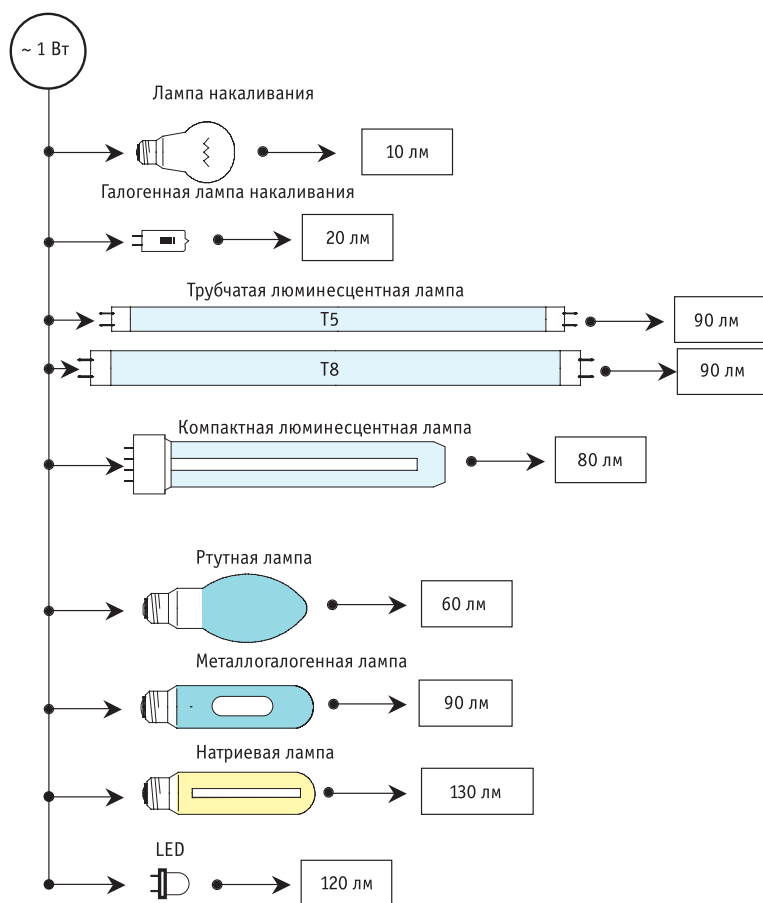 ~ 1 Вт
Лампа накаливания
10 лм
Галогенная лампа накаливания
20 лм
Трубчатая люминесцентная лампа
T5
90 лм
T8
90 лм
Компактная люминесцентная лампа
80 лм
Ртутная лампа
60 лм
Металлогалогенная лампа
90 лм
Натриевая лампа
130 лм
LED
120 лм